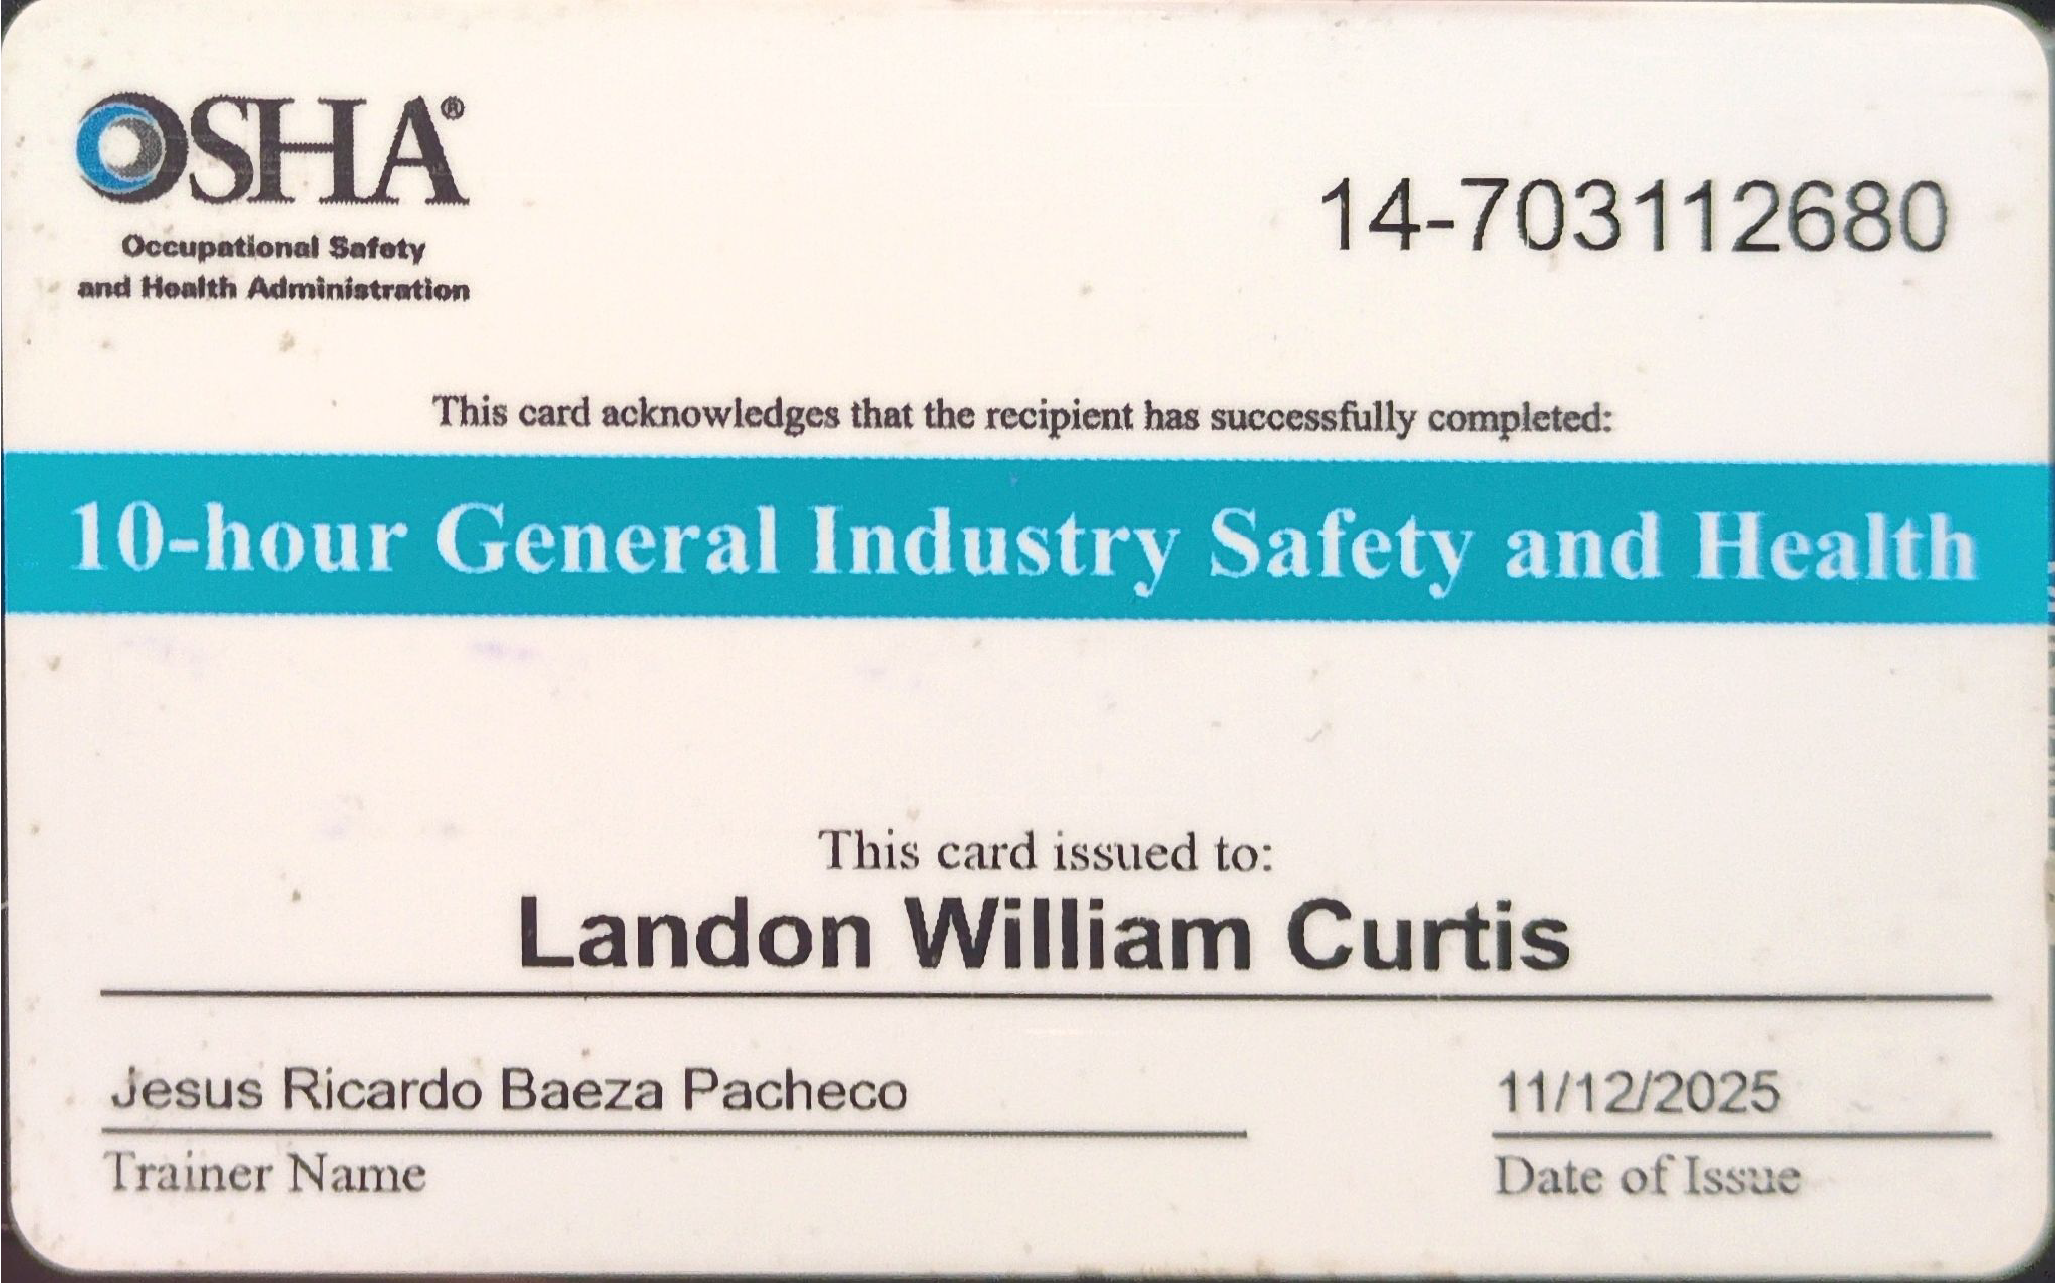 OSHA®
Occupational Safety
and Health Administration
14-703112680
This card acknowledges that the recipient has successfully completed:
10-hour General Industry Safety and Health
This card issued to:
Landon William Curtis
Jesus Ricardo Baeza Pacheco
11/12/2025
Trainer Name
Date of Issue